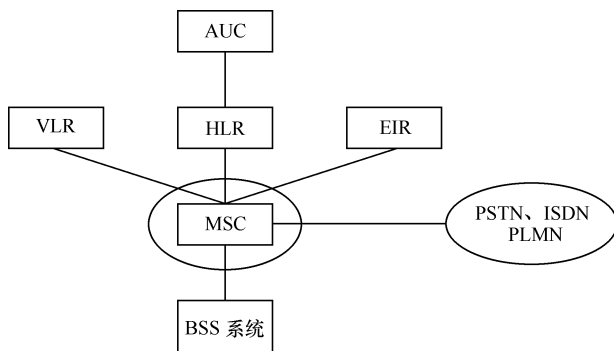 AUC
VLR
HLR
EIR
MSC
PSTN、ISDN
PLMN
BSS 系统